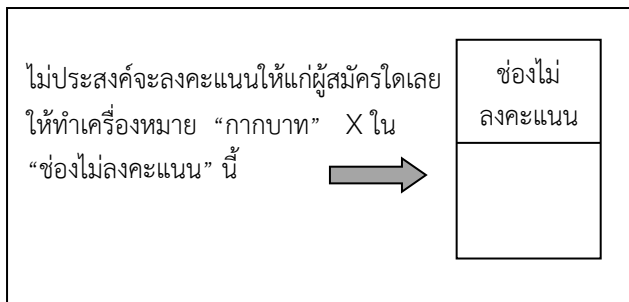 ไม่ประสงค์จะลงคะแนนให้แก่ผู้สมัครใดเลย
ให้ทำเครื่องหมาย “กากบาท” X ใน
“ช่องไม่ลงคะแนน” นี้
ช่องไม่
ลงคะแนน